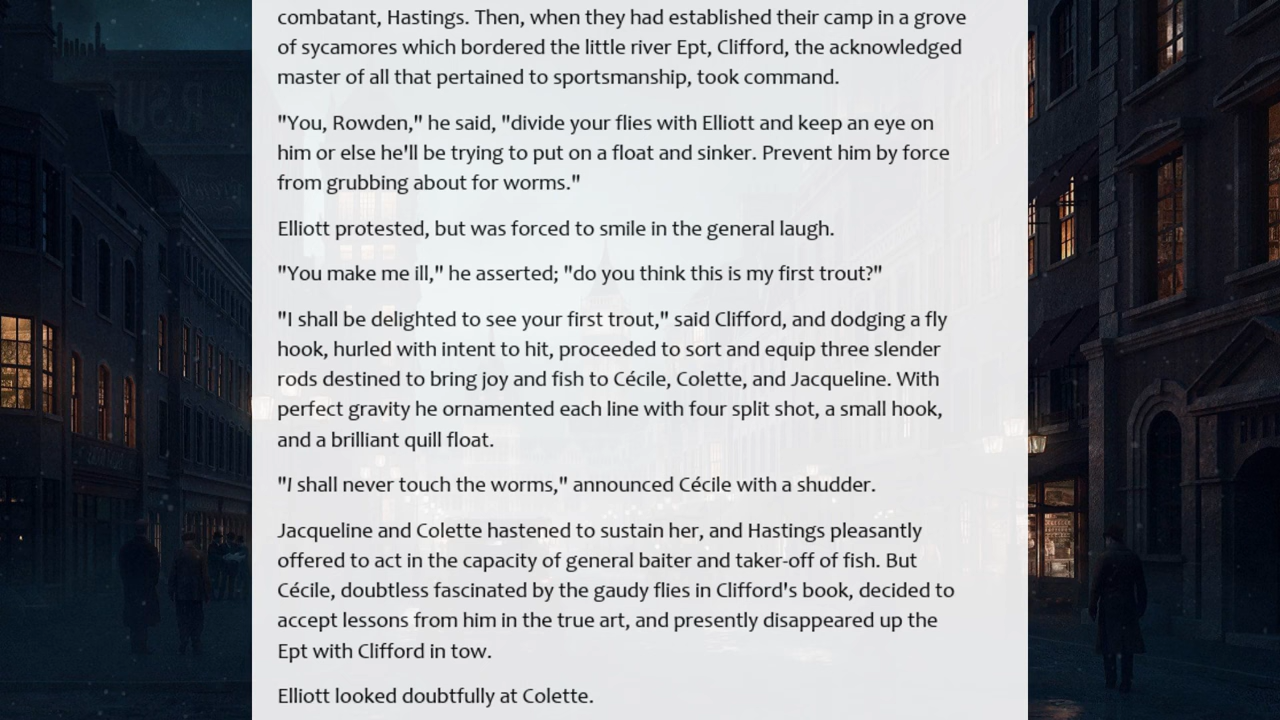 combatant, Hastings. Then, when they had established their camp in a grove
of sycamores which bordered the little river Ept, Clifford, the acknowledged
master of all that pertained to sportsmanship, took command.
"You, Rowden," he said, "divide your flies with Elliott and keep an eye on
him or else he'll be trying to put on a float and sinker. Prevent him by force
from grubbing about for worms."
Elliott protested, but was forced to smile in the general laugh.
"You make me ill," he asserted; "do you think this is my first trout?"
"I shall be delighted to see your first trout," said Clifford, and dodging a fly
hook, hurled with intent to hit, proceeded to sort and equip three slender
rods destined to bring joy and fish to Cécile, Colette, and Jacqueline. With
perfect gravity he ornamented each line with four split shot, a small hook,
and a brilliant quill float.
"I shall never touch the worms," announced Cécile with a shudder.
Jacqueline and Colette hastened to sustain her, and Hastings pleasantly
offered to act in the capacity of general baiter and taker-off of fish. But
Cécile, doubtless fascinated by the gaudy flies in Clifford's book, decided to
accept lessons from him in the true art, and presently disappeared up the
Ept with Clifford in tow.
Elliott looked doubtfully at Colette.